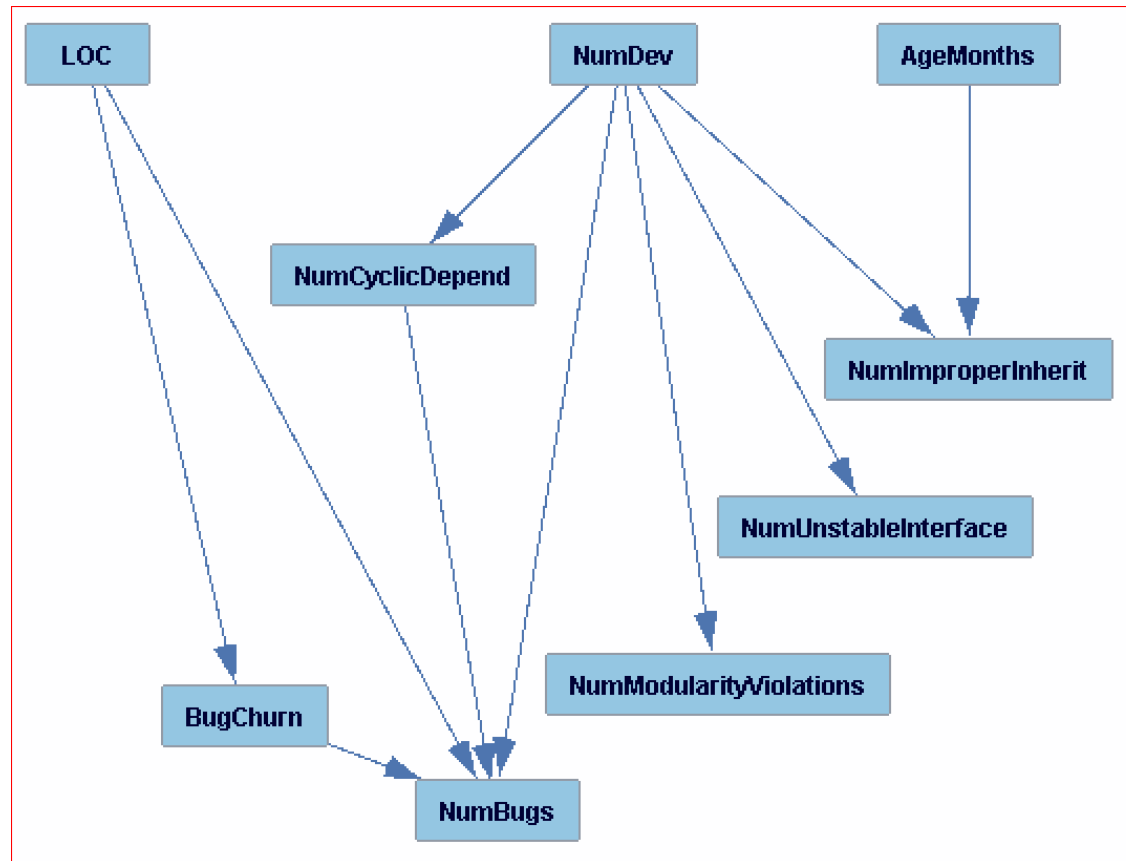 LOC
NumDev
AgeMonths
NumCyclicDepend
NumImproperInherit
NumUnstableInterface
NumModularityViolations
BugChurn
NumBugs